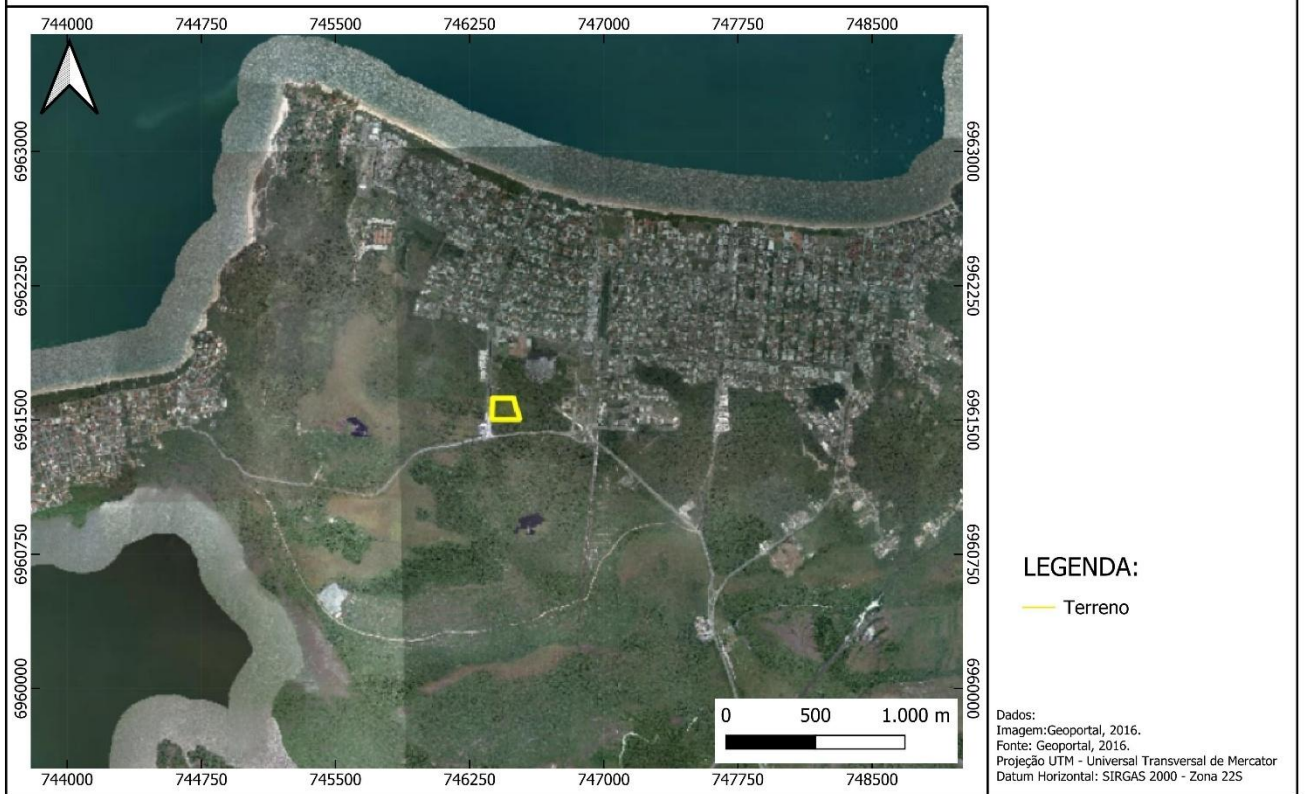 744000 744750 745500 746250 747000 747750 748500
6963000 6963000
6962250 6962250
6961500 6961500
6960750 6960750
6960000 6960000
LEGENDA:
Terreno
0 500 1.000 m
Dados:
Imagem:Geoportal, 2016.
Fonte: Geoportal, 2016.
Projeção UTM - Universal Transversal de Mercator
Datum Horizontal: SIRGAS 2000 - Zona 22S
744000 744750 745500 746250 747000 747750 748500